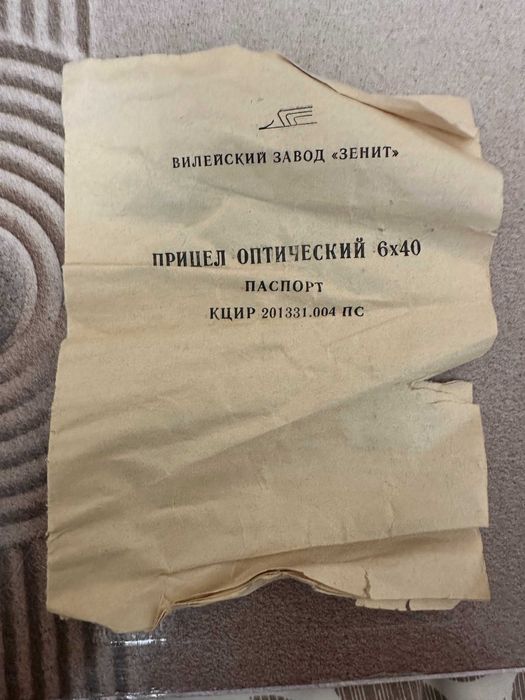 ВИЛЕЙСКИЙ ЗАВОД «ЗЕНИТ»
ПРИЦЕЛ ОПТИЧЕСКИЙ 6х40
ПАСПОРТ
КЦИР 201331.004 ПС